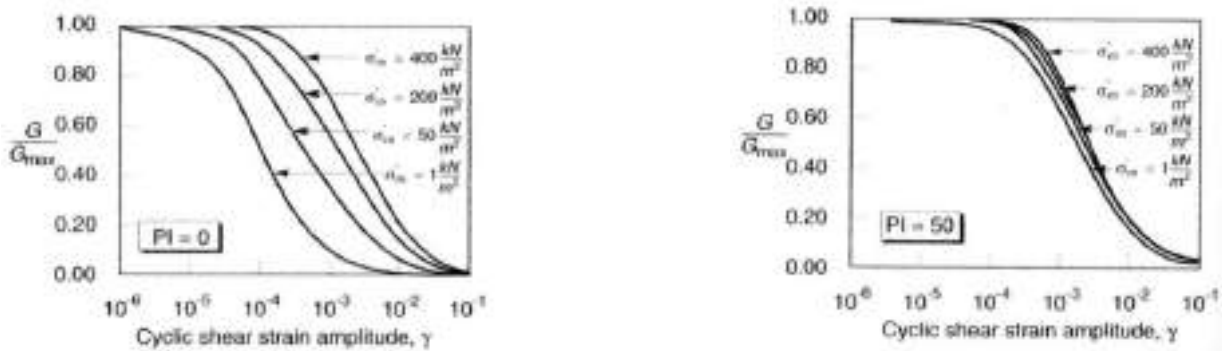 1.00
0.80
0.60
0.40
0.20
0.00
G
Gmax
σ'm = 400 kN/m²
σ'm = 200 kN/m²
σ'm = 50 kN/m²
σ'm = 1 kN/m²
PI = 0
10-6 10-5 10-4 10-3 10-2 10-1
Cyclic shear strain amplitude, γ
1.00
0.80
0.60
0.40
0.20
0.00
G
Gmax
σ'm = 400 kN/m²
σ'm = 200 kN/m²
σ'm = 50 kN/m²
σ'm = 1 kN/m²
PI = 50
10-6 10-5 10-4 10-3 10-2 10-1
Cyclic shear strain amplitude, γ